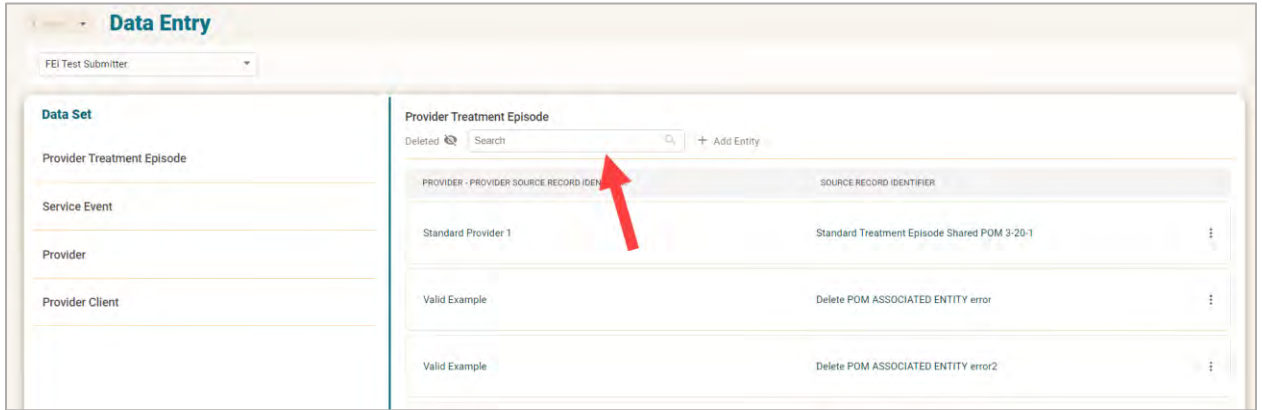 Data Entry
FEI Test Submitter
Data Set
Provider Treatment Episode
Service Event
Provider
Provider Client
Provider Treatment Episode
Deleted Search + Add Entity
PROVIDER - PROVIDER SOURCE RECORD SOURCE RECORD IDENTIFIER
Standard Provider 1 Standard Treatment Episode Shared POM 3-20-1
Valid Example Delete POM ASSOCIATED ENTITY error
Valid Example Delete POM ASSOCIATED ENTITY error2